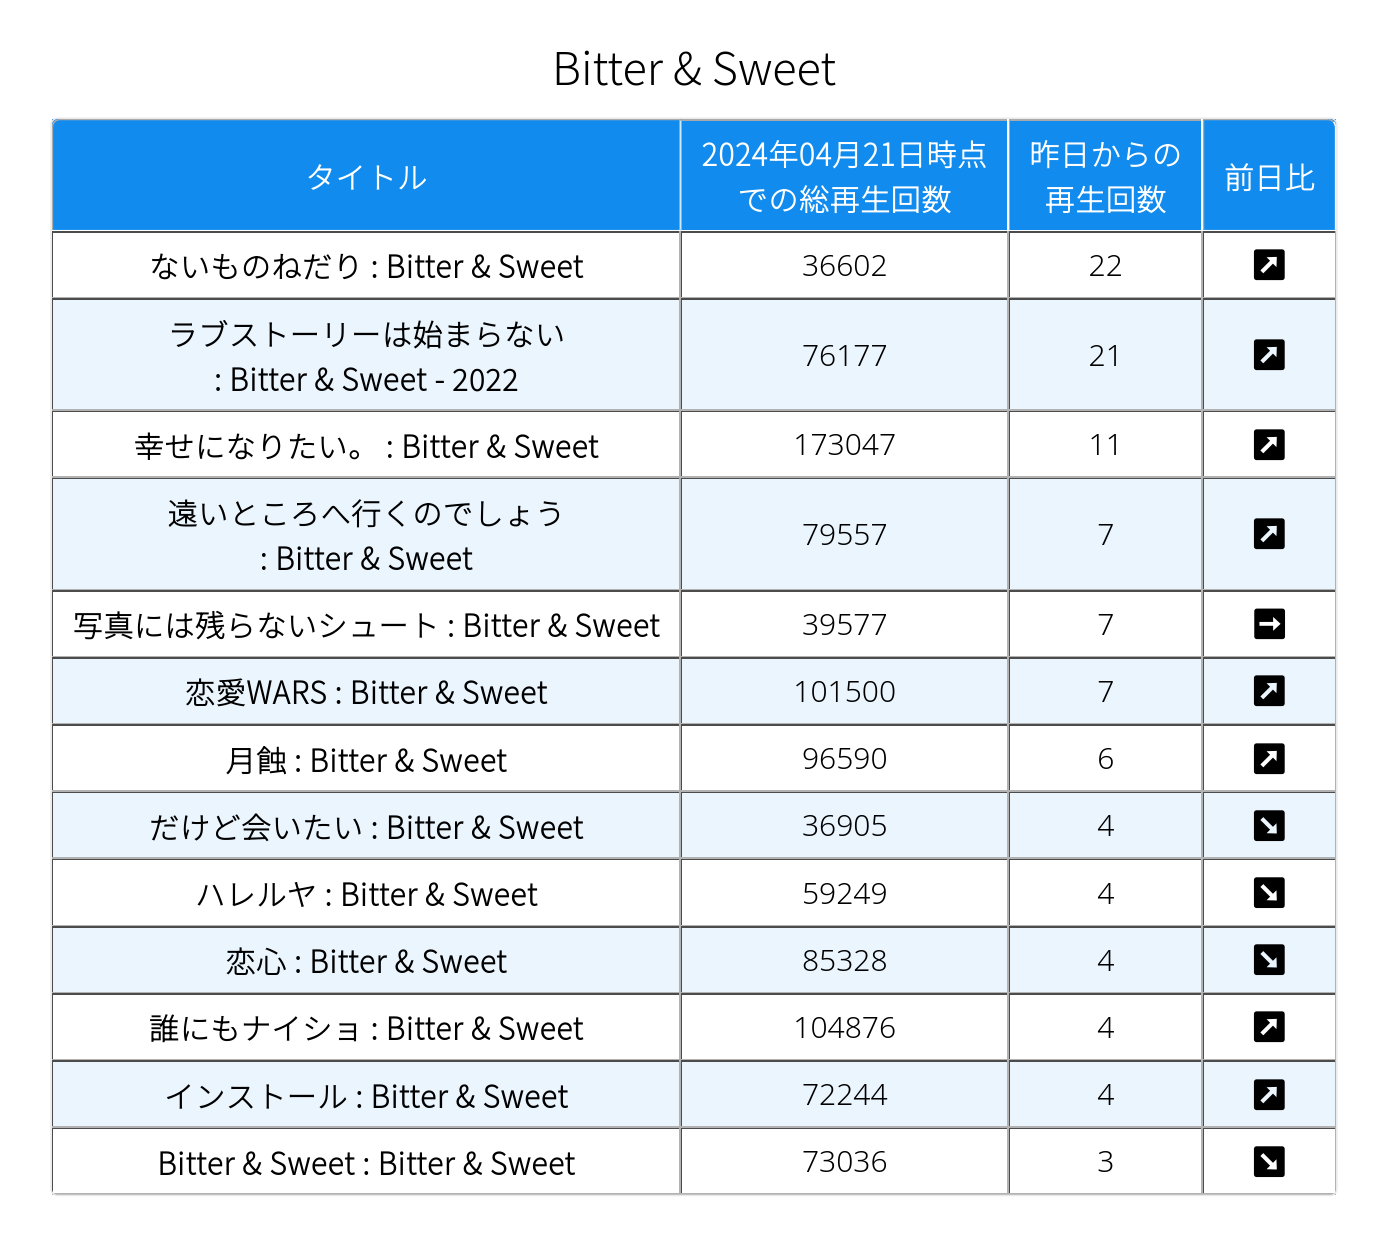 Bitter & Sweet
タイトル
2024年04月21日時点
での総再生回数
昨日からの
再生回数
前日比
ないものねだり : Bitter & Sweet
36602
22
ラブストーリーは始まらない
: Bitter & Sweet - 2022
76177
21
幸せになりたい。 : Bitter & Sweet
173047
11
遠いところへ行くのでしょう
: Bitter & Sweet
79557
7
写真には残らないシュート : Bitter & Sweet
39577
7
恋愛WARS : Bitter & Sweet
101500
7
月蝕 : Bitter & Sweet
96590
6
だけど会いたい : Bitter & Sweet
36905
4
ハレルヤ : Bitter & Sweet
59249
4
恋心 : Bitter & Sweet
85328
4
誰にもナイショ : Bitter & Sweet
104876
4
インストール : Bitter & Sweet
72244
4
Bitter & Sweet : Bitter & Sweet
73036
3